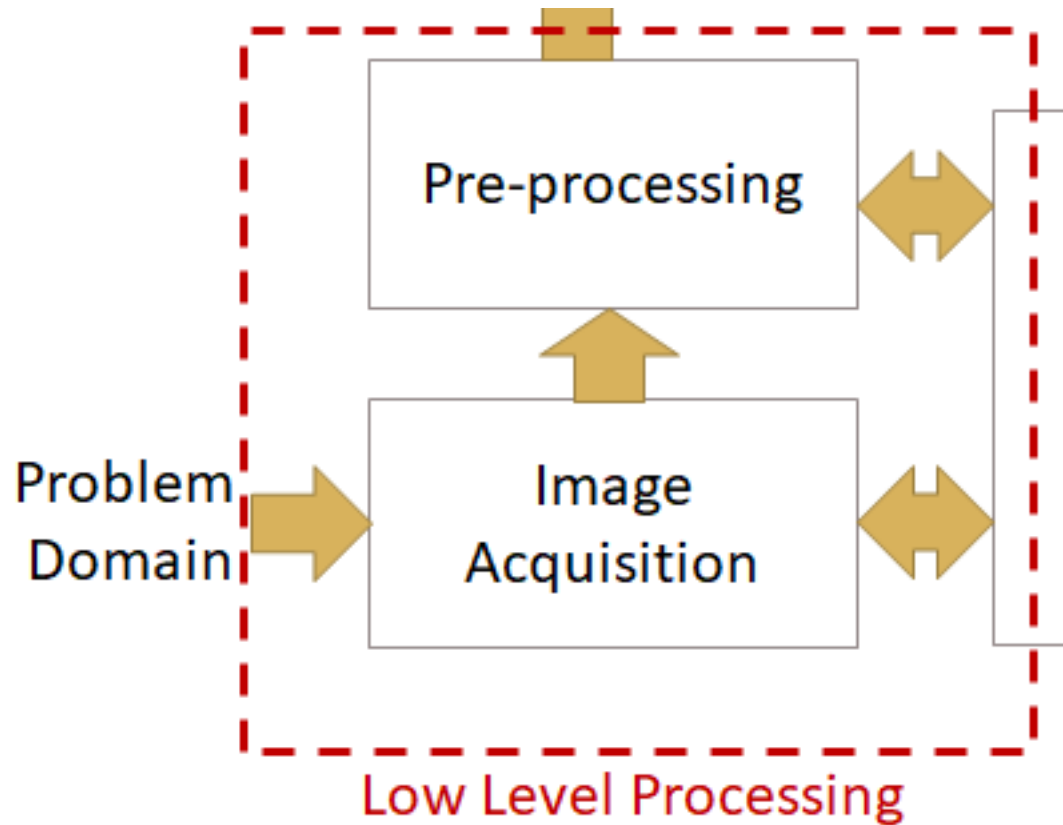 Pre-processing
Image
Acquisition
Problem
Domain
Low Level Processing